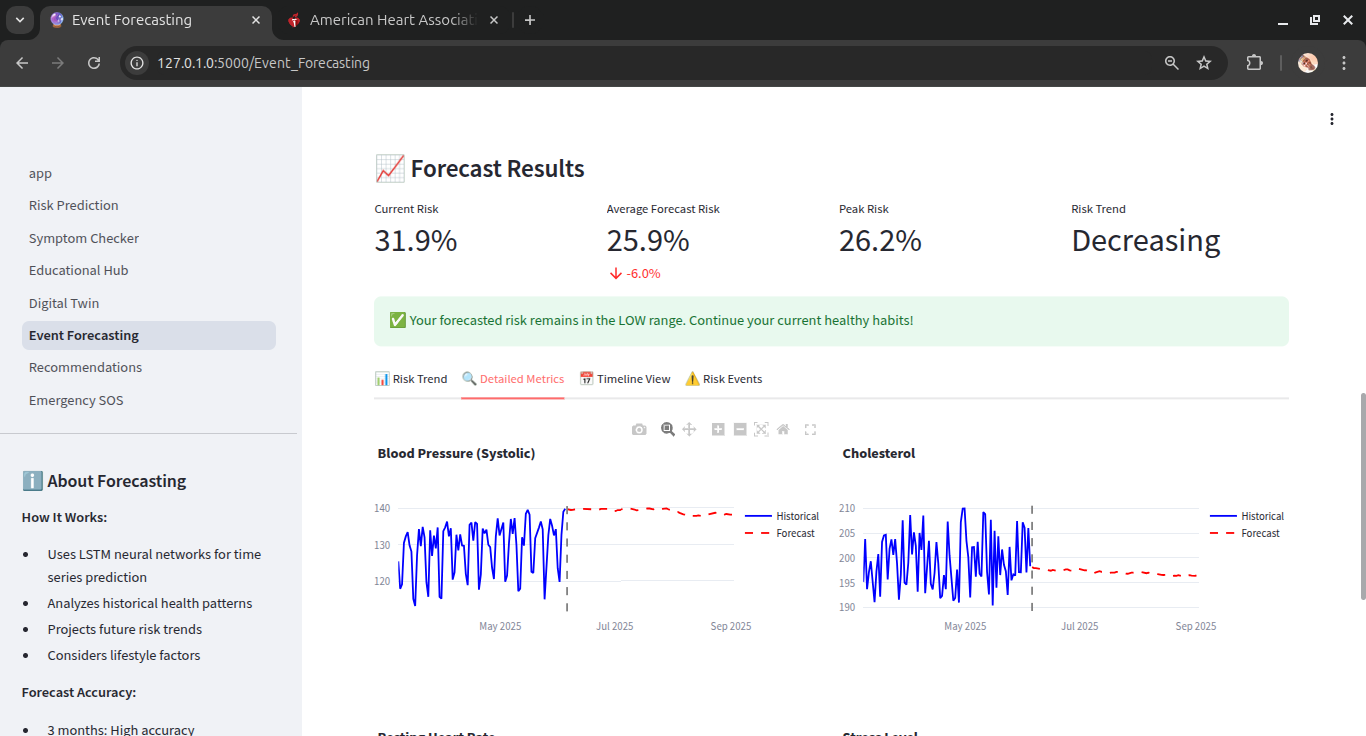 Event Forecasting
American Heart Associat
127.0.1.0:5000/Event_Forecasting
app
Risk Prediction
Symptom Checker
Educational Hub
Digital Twin
Event Forecasting
Recommendations
Emergency SOS
About Forecasting
How It Works:
Uses LSTM neural networks for time
series prediction
Analyzes historical health patterns
Projects future risk trends
Considers lifestyle factors
Forecast Accuracy:
3 months: High accuracy
Forecast Results
Current Risk
31.9%
Average Forecast Risk
25.9%
-6.0%
Peak Risk
26.2%
Risk Trend
Decreasing
Your forecasted risk remains in the LOW range. Continue your current healthy habits!
Risk Trend
Detailed Metrics
Timeline View
Risk Events
Blood Pressure (Systolic)
140
130
120
May 2025
Jul 2025
Sep 2025
Historical
Forecast
Cholesterol
210
205
200
195
190
May 2025
Jul 2025
Sep 2025
Historical
Forecast
Resting Heart Rate
Stress Level